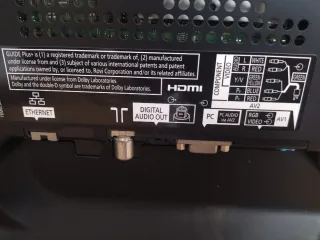 GUIDE Plus+ is (1) a registered trademark or trademark of, (2) manufactured
under license from and (3) subject of various international patents and patent
applications owned by, or licensed to, Rovi Corporation and/or its related affiliates.
Manufactured under license from Dolby Laboratories.
Dolby and the double-D symbol are trademarks of Dolby Laboratories.
HDMI
COMPONENT
VIDEO
AUDIO
L WHITE
R RED
Y/V GREEN
PB BLUE
PR RED
AV2
ETHERNET
DIGITAL
AUDIO OUT
PC
PC AUDIO
RGB
VIDEO
AV1